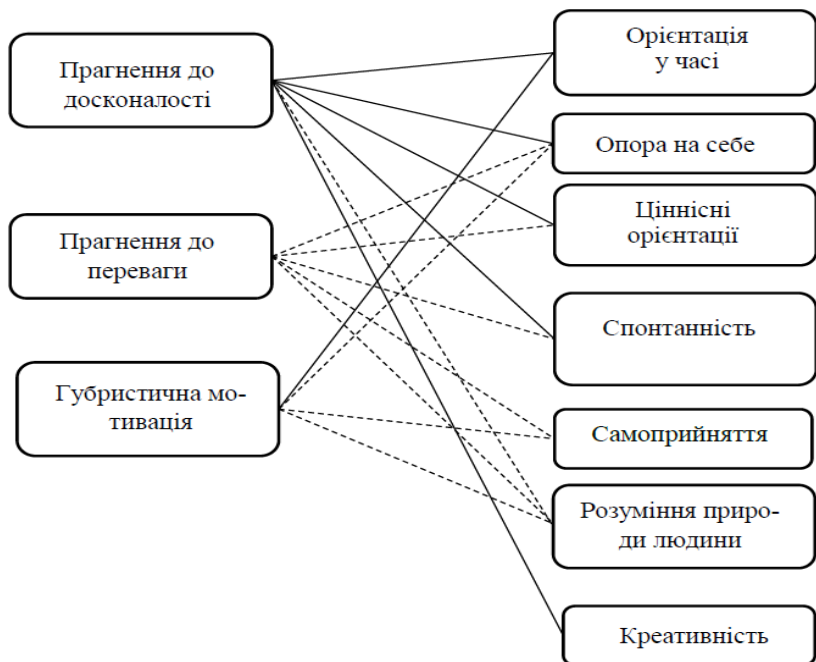 Прагнення до
досконалості
Прагнення до
переваги
Губристична мо-
тивація
Орієнтація
у часі
Опора на себе
Ціннісні
орієнтації
Спонтанність
Самоприйняття
Розуміння приро-
ди людини
Креативність